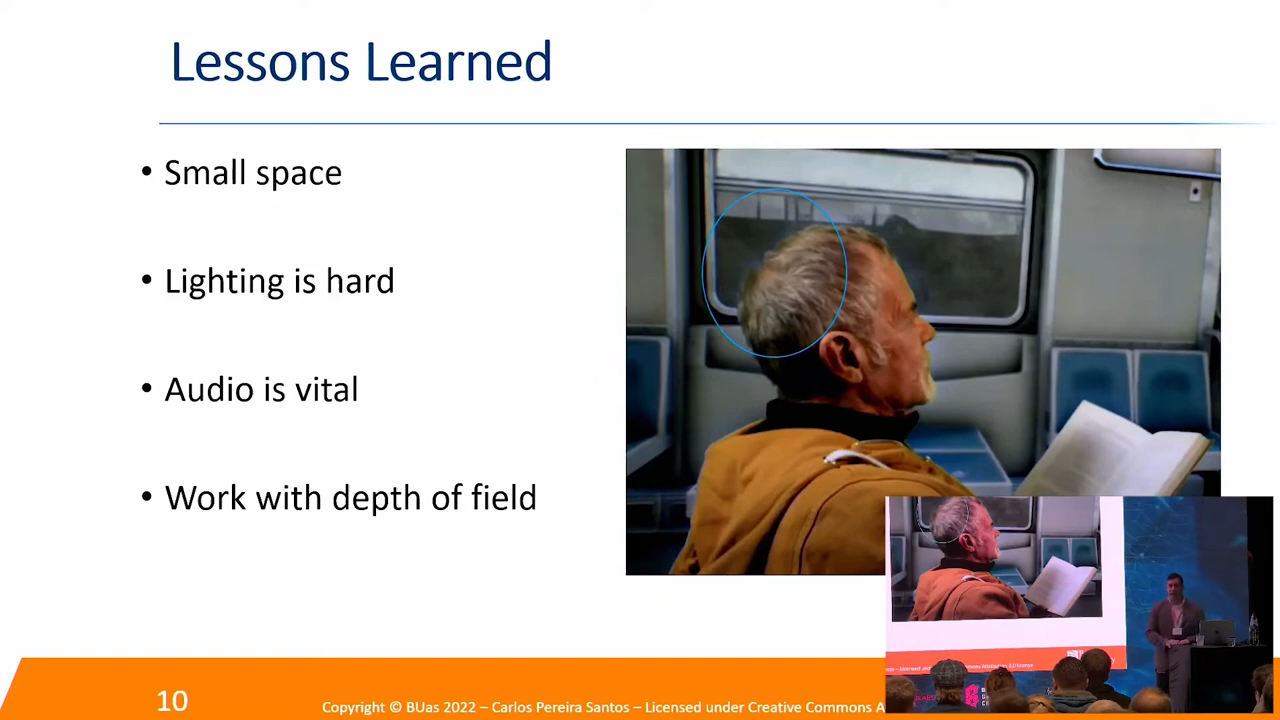 Lessons Learned
• Small space
• Lighting is hard
• Audio is vital
• Work with depth of field
10
Copyright © BUas 2022 – Carlos Pereira Santos – Licensed under Creative Commons A